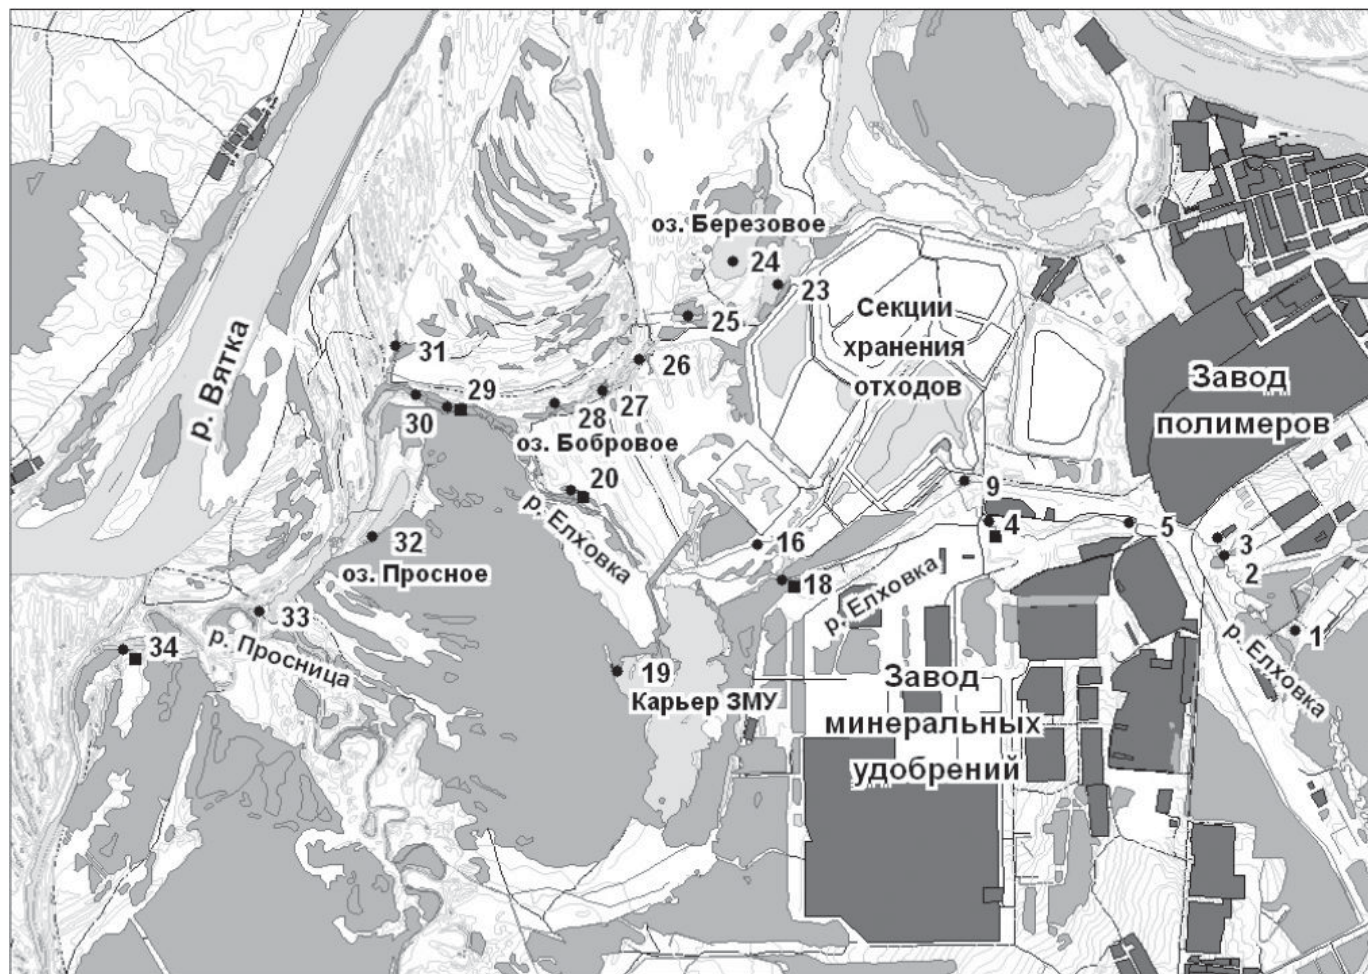 оз. Березовое
24
23
Секции
хранения
отходов
25
р. Вятка
31
26
Завод
полимеров
29
27
30
28
оз. Бобровое
20
9
р. Елховка
4
5
16
3
32
2
оз. Просное
18
р. Елховка
33
1
р. Елховка
34
р. Просница
19
Карьер ЗМУ
Завод
минеральных
удобрений